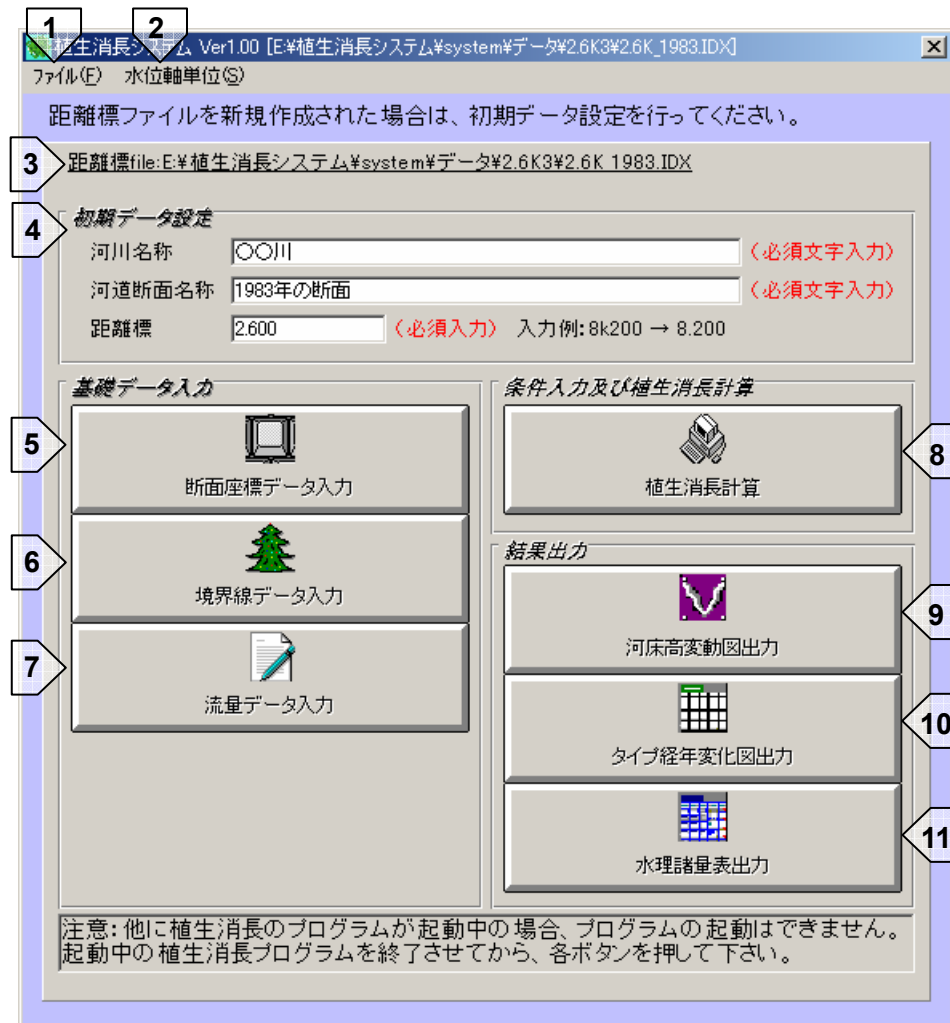 1
2
植生消長システム Ver1.00 [E:¥植生消長システム¥system¥データ¥2.6K3¥2.6K_1983.IDX]
ファイル(F) 水位軸単位(S)
距離標ファイルを新規作成された場合は、初期データ設定を行ってください。
3
距離標file:E:¥植生消長システム¥system¥データ¥2.6K3¥2.6K_1983.IDX
4
初期データ設定
河川名称 〇〇川 (必須文字入力)
河道断面名称 1983年の断面 (必須文字入力)
距離標 2.600 (必須入力) 入力例:8k200 → 8.200
基礎データ入力
5
断面座標データ入力
6
境界線データ入力
7
流量データ入力
条件入力及び植生消長計算
8
植生消長計算
結果出力
9
河床高変動図出力
10
タイプ経年変化図出力
11
水理諸量表出力
注意:他に植生消長のプログラムが起動中の場合、プログラムの起動はできません。
起動中の植生消長プログラムを終了させてから、各ボタンを押して下さい。